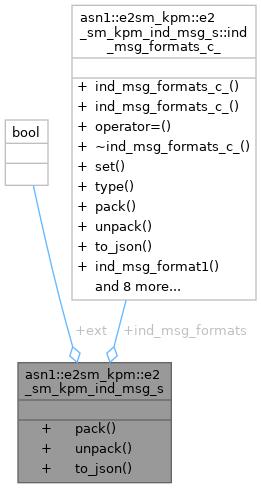 asn1::e2sm_kpm::e2
_sm_kpm_ind_msg_s::ind
_msg_formats_c_
+ ind_msg_formats_c_()
+ ind_msg_formats_c_()
+ operator=()
+ ~ind_msg_formats_c_()
+ set()
+ type()
+ pack()
+ unpack()
+ to_json()
+ ind_msg_format1()
and 8 more...
bool
+ext
+ind_msg_formats
asn1::e2sm_kpm::e2
_sm_kpm_ind_msg_s
+ pack()
+ unpack()
+ to_json()